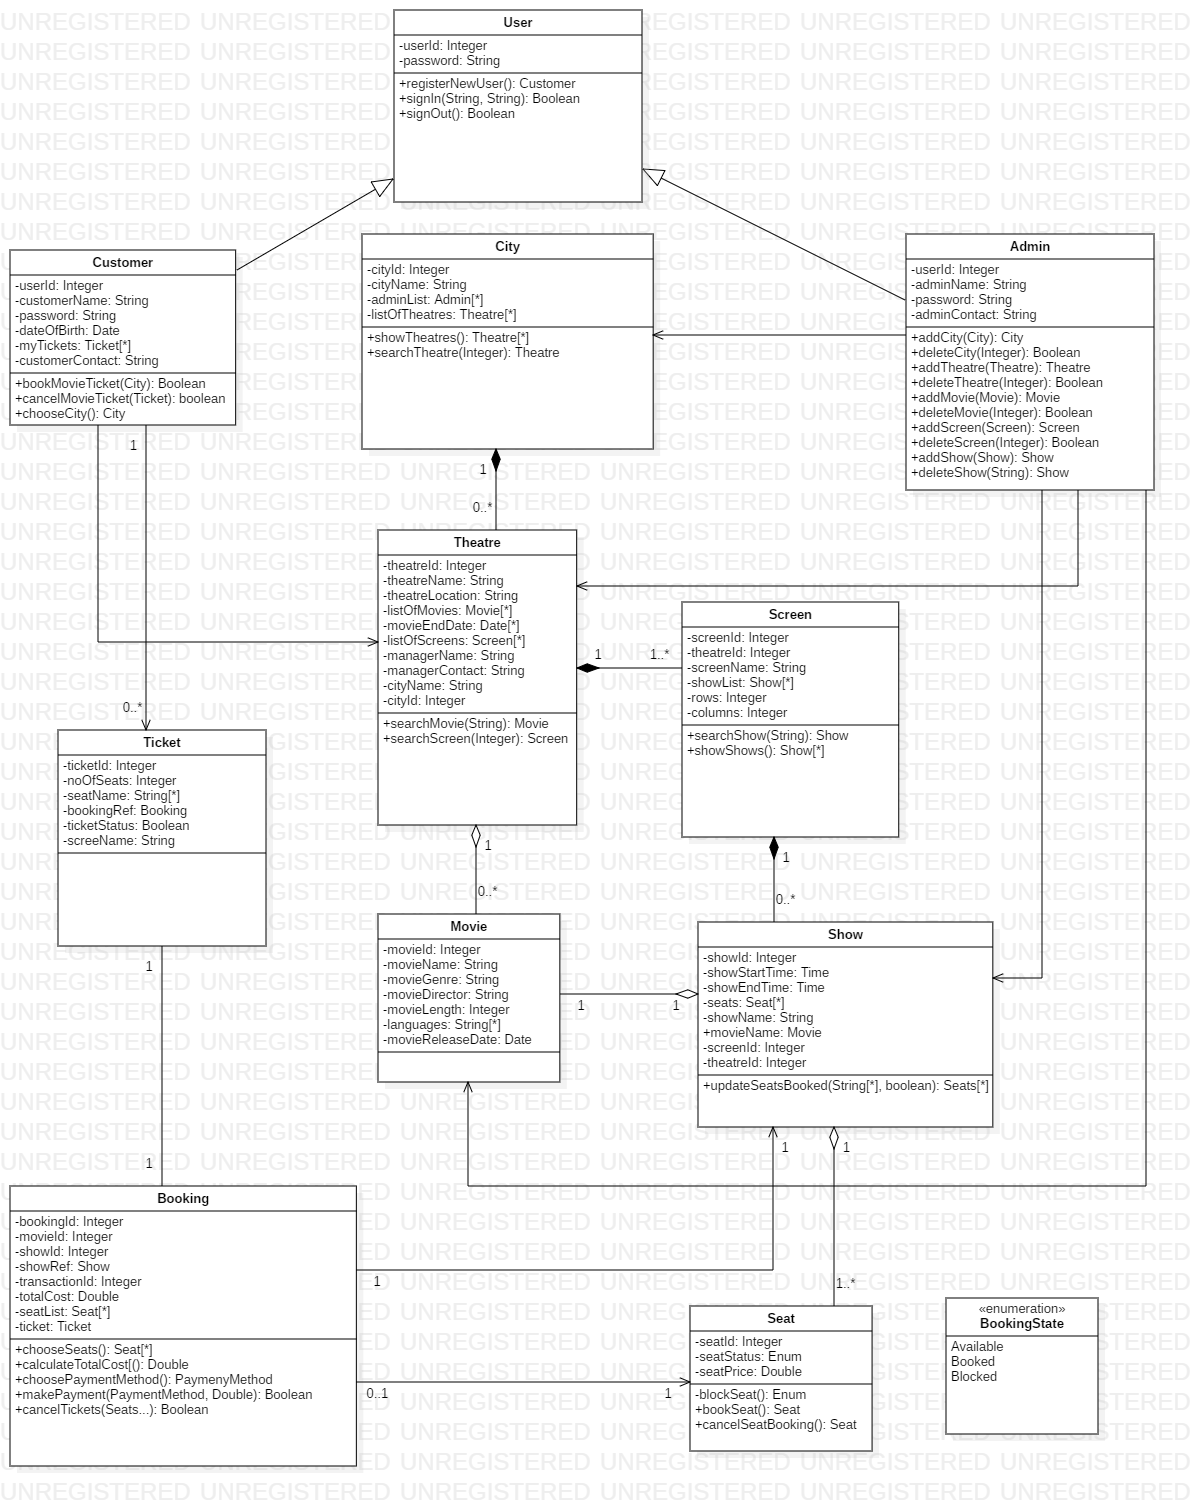 User
-userId: Integer
-password: String
+registerNewUser(): Customer
+signIn(String, String): Boolean
+signOut(): Boolean
Customer
-userId: Integer
-customerName: String
-password: String
-dateOfBirth: Date
-myTickets: Ticket[*]
-customerContact: String
+bookMovieTicket(City): Boolean
+cancelMovieTicket(Ticket): boolean
+chooseCity(): City
City
-cityId: Integer
-cityName: String
-adminList: Admin[*]
-listOfTheatres: Theatre[*]
+showTheatres(): Theatre[*]
+searchTheatre(Integer): Theatre
Admin
-userId: Integer
-adminName: String
-password: String
-adminContact: String
+addCity(City): City
+deleteCity(Integer): Boolean
+addTheatre(Theatre): Theatre
+deleteTheatre(Integer): Boolean
+addMovie(Movie): Movie
+deleteMovie(Integer): Boolean
+addScreen(Screen): Screen
+deleteScreen(Integer): Boolean
+addShow(Show): Show
+deleteShow(String): Show
1
1
0..*
Theatre
-theatreId: Integer
-theatreName: String
-theatreLocation: String
-listOfMovies: Movie[*]
-movieEndDate: Date[*]
-listOfScreens: Screen[*]
-managerName: String
-managerContact: String
-cityName: String
-cityId: Integer
+searchMovie(String): Movie
+searchScreen(Integer): Screen
1
1..*
Screen
-screenId: Integer
-theatreId: Integer
-screenName: String
-showList: Show[*]
-rows: Integer
-columns: Integer
+searchShow(String): Show
+showShows(): Show[*]
0..*
Ticket
-ticketId: Integer
-noOfSeats: Integer
-seatName: String[*]
-bookingRef: Booking
-ticketStatus: Boolean
-screeName: String
1
0..*
1
0..*
Movie
-movieId: Integer
-movieName: String
-movieGenre: String
-movieDirector: String
-movieLength: Integer
-languages: String[*]
-movieReleaseDate: Date
1
1
Show
-showId: Integer
-showStartTime: Time
-showEndTime: Time
-seats: Seat[*]
-showName: String
+movieName: Movie
-screenId: Integer
-theatreId: Integer
+updateSeatsBooked(String[*], boolean): Seats[*]
1
1
1
1
Booking
-bookingId: Integer
-movieId: Integer
-showId: Integer
-showRef: Show
-transactionId: Integer
-totalCost: Double
-seatList: Seat[*]
-ticket: Ticket
+chooseSeats(): Seat[*]
+calculateTotalCost[(): Double
+choosePaymentMethod(): PaymenyMethod
+makePayment(PaymentMethod, Double): Boolean
+cancelTickets(Seats...): Boolean
1
1..*
0..1
1
Seat
-seatId: Integer
-seatStatus: Enum
-seatPrice: Double
-blockSeat(): Enum
+bookSeat(): Seat
+cancelSeatBooking(): Seat
«enumeration»
BookingState
Available
Booked
Blocked
UNREGISTERED